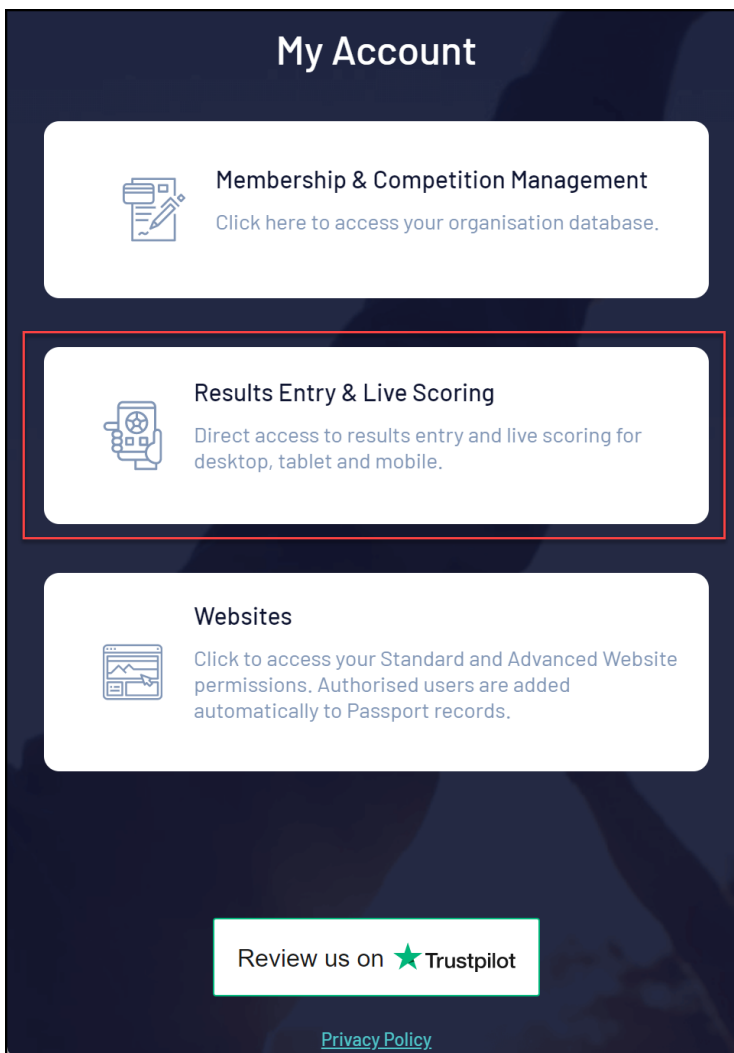 My Account
Membership & Competition Management
Click here to access your organisation database.
Results Entry & Live Scoring
Direct access to results entry and live scoring for
desktop, tablet and mobile.
Websites
Click to access your Standard and Advanced Website
permissions. Authorised users are added
automatically to Passport records.
Review us on Trustpilot
Privacy Policy